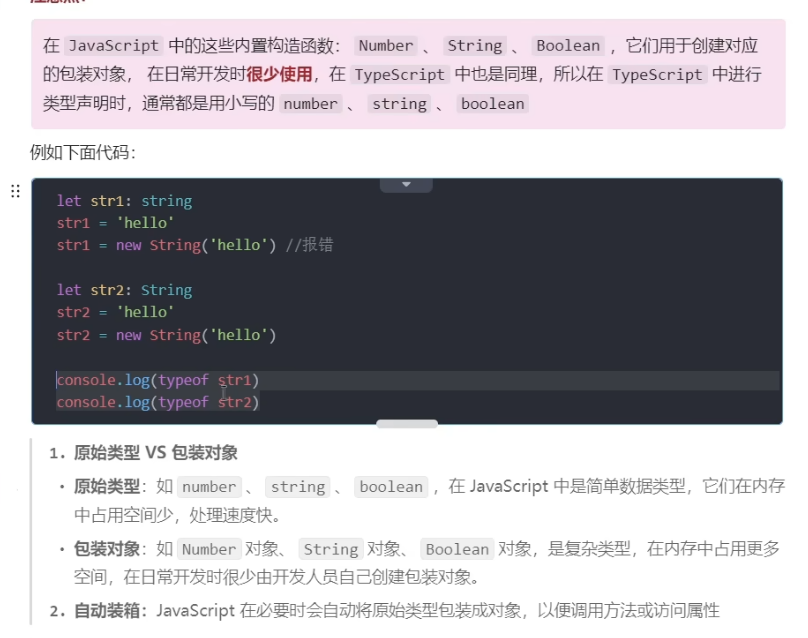 注意点!
在 JavaScript 中的这些内置构造函数: Number 、 String 、 Boolean ，它们用于创建对应
的包装对象， 在日常开发时很少使用，在 TypeScript 中也是同理，所以在 TypeScript 中进行
类型声明时，通常都是用小写的 number 、 string 、 boolean
例如下面代码：
let str1: string
str1 = 'hello'
str1 = new String('hello') //报错
let str2: String
str2 = 'hello'
str2 = new String('hello')
console.log(typeof str1)
console.log(typeof str2)
1. 原始类型 VS 包装对象
• 原始类型：如 number 、 string 、 boolean ，在 JavaScript 中是简单数据类型，它们在内存
中占用空间少，处理速度快。
• 包装对象：如 Number 对象、 String 对象、 Boolean 对象，是复杂类型，在内存中占用更多
空间，在日常开发时很少由开发人员自己创建包装对象。
2. 自动装箱：JavaScript 在必要时会自动将原始类型包装成对象，以便调用方法或访问属性